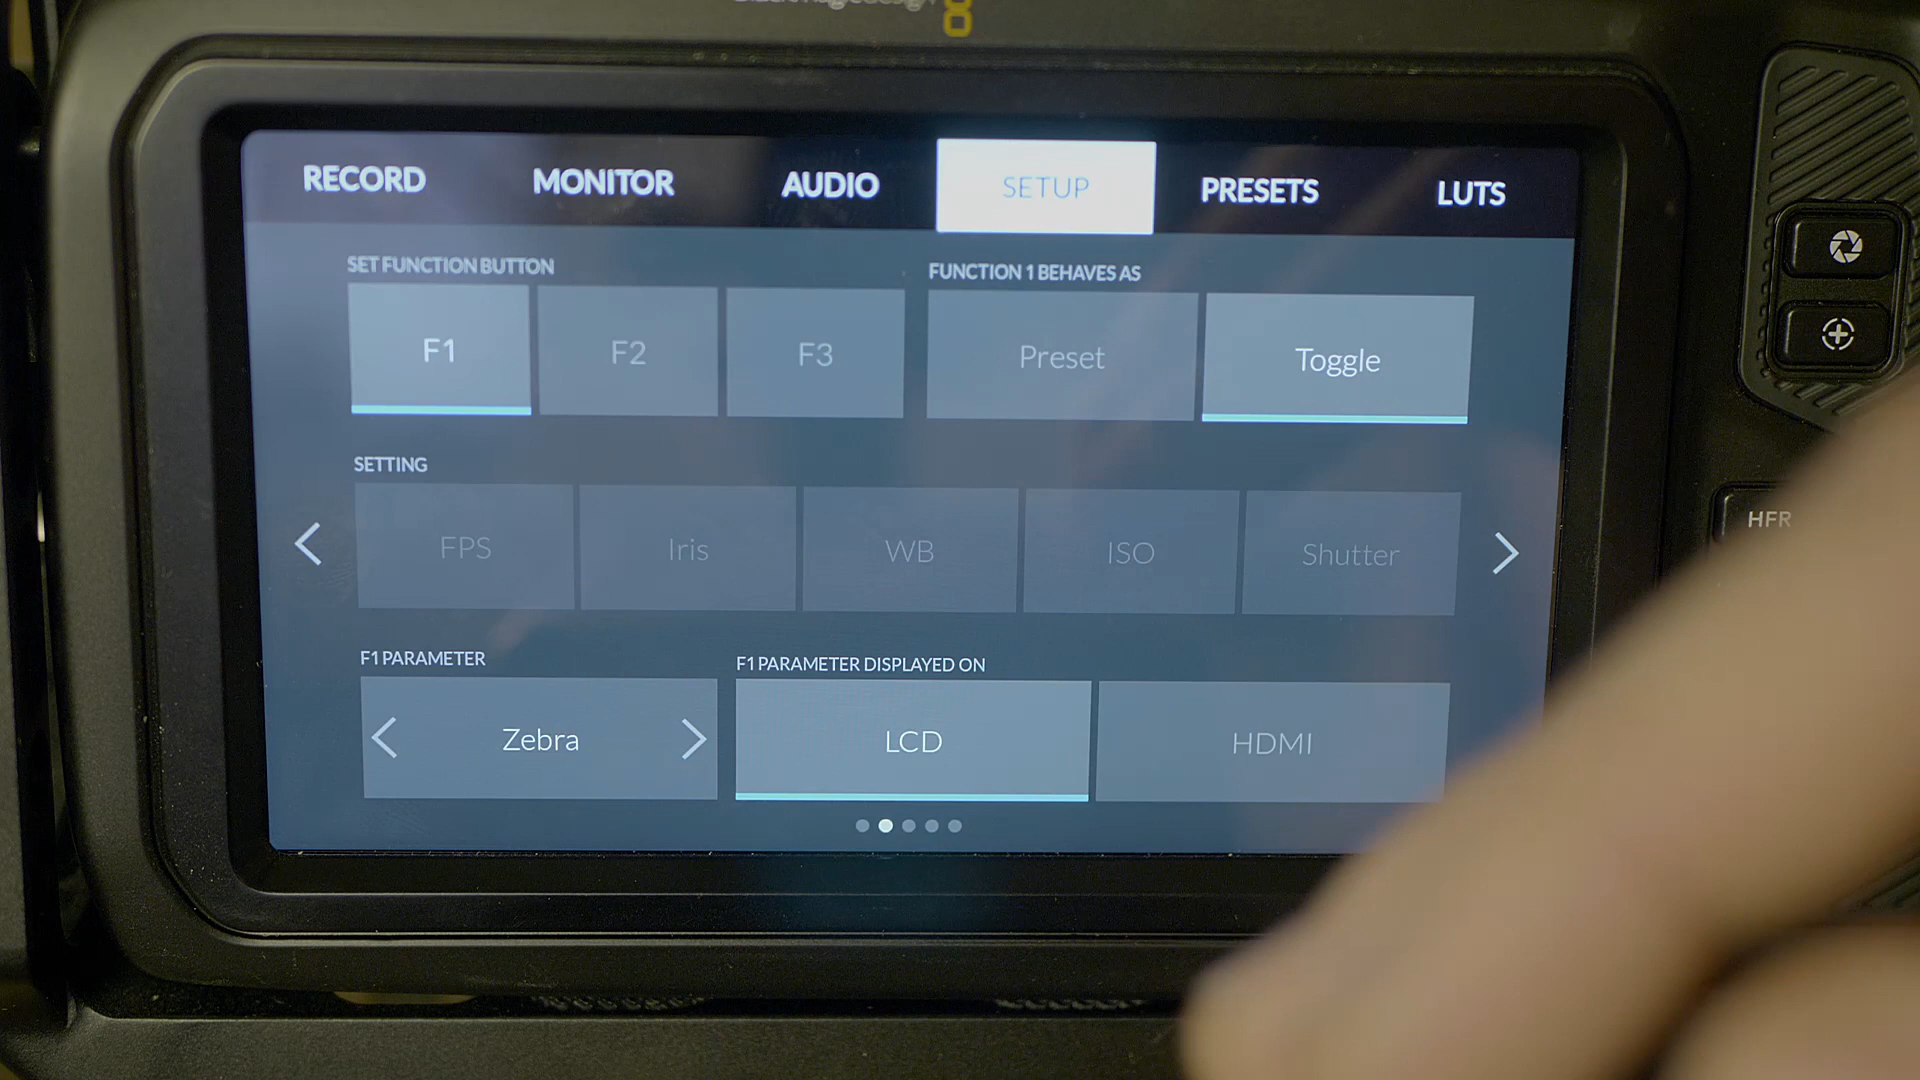 RECORD MONITOR AUDIO SETUP PRESETS LUTS
SET FUNCTION BUTTON FUNCTION 1 BEHAVES AS
F1 F2 F3 Preset Toggle
SETTING
HFR
FPS Iris WB ISO Shutter
F1 PARAMETER F1 PARAMETER DISPLAYED ON
Zebra LCD HDMI